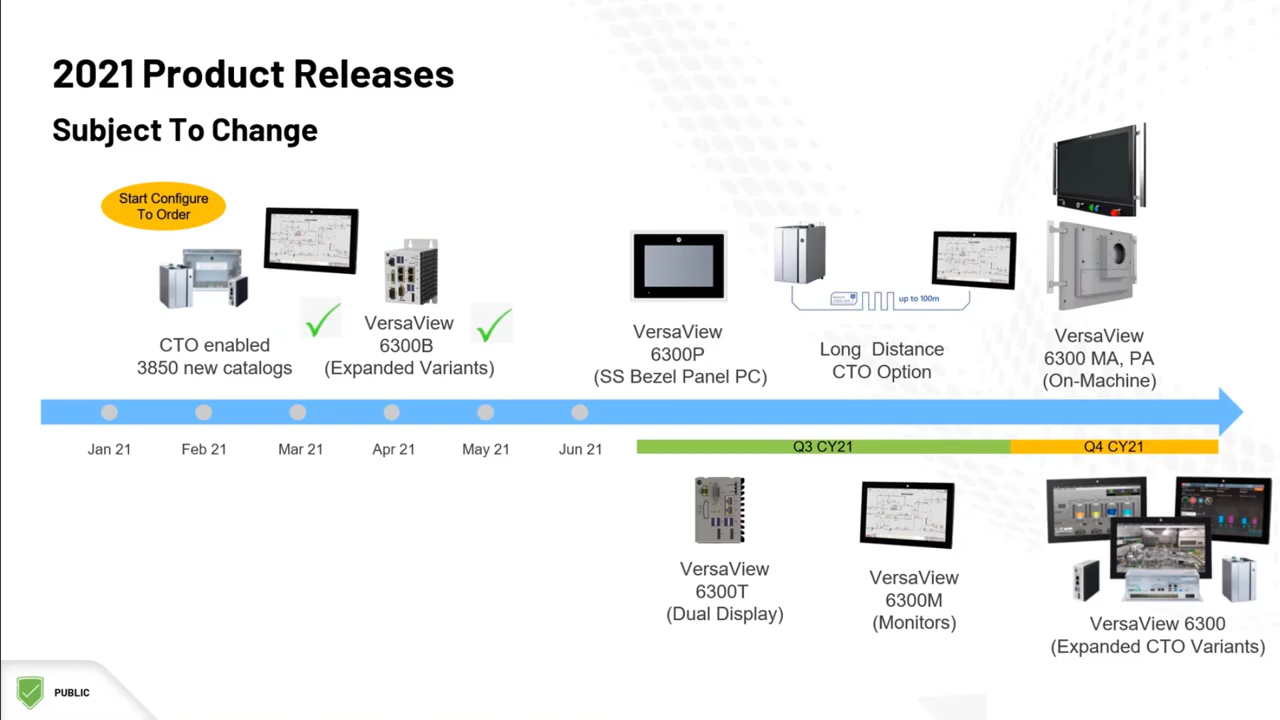 2021 Product Releases
Subject To Change
Start Configure
To Order
CTO enabled
3850 new catalogs
VersaView
6300B
(Expanded Variants)
VersaView
6300P
(SS Bezel Panel PC)
up to 100m
Long Distance
CTO Option
VersaView
6300 MA, PA
(On-Machine)
Jan 21
Feb 21
Mar 21
Apr 21
May 21
Jun 21
Q3 CY21
Q4 CY21
VersaView
6300T
(Dual Display)
VersaView
6300M
(Monitors)
VersaView 6300
(Expanded CTO Variants)
PUBLIC